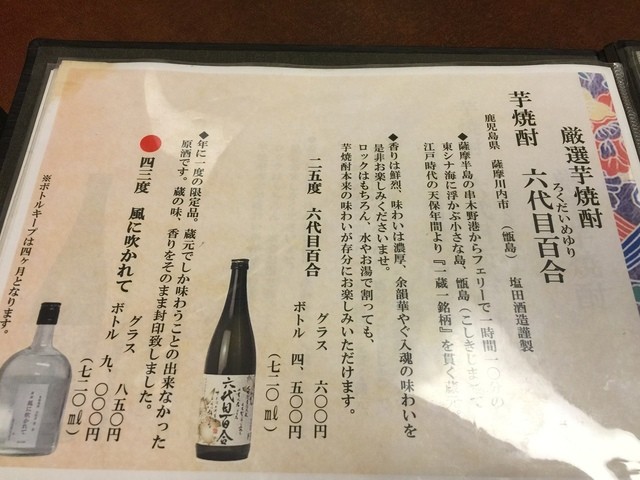 厳選芋焼酎
ろくだいめゆり
芋焼酎 六代目百合
鹿児島県 薩摩川内市 (甑島) 塩田酒造謹製
◆薩摩半島の串木野港からフェリーで一時間一
東シナ海に浮かぶ小さな島、甑島(こしきじま)
江戸時代の天保年間より『一蔵一銘柄』を貫く
◆香りは鮮烈、味わいは濃厚、余韻華やぐ入魂の味わいを
是非お楽しみくださいませ。
ロックはもちろん、水やお湯で割っても、
芋焼酎本来の味わいが存分にお楽しみいただけます。
二五度 六代目百合
グラス 六〇〇円
ボトル 四、五〇〇円
(七二〇㎖)
◆年に一度の限定品。蔵元でしか味わうことの出来なかった
原酒です。蔵の味、香りをそのまま封印致しました。
●四三度 風に吹かれて
グラス 八五〇円
ボトル 九、〇〇〇円
(七二〇㎖)
※ボトルキープは四ヶ月となります。
六代目百合
風に吹かれて